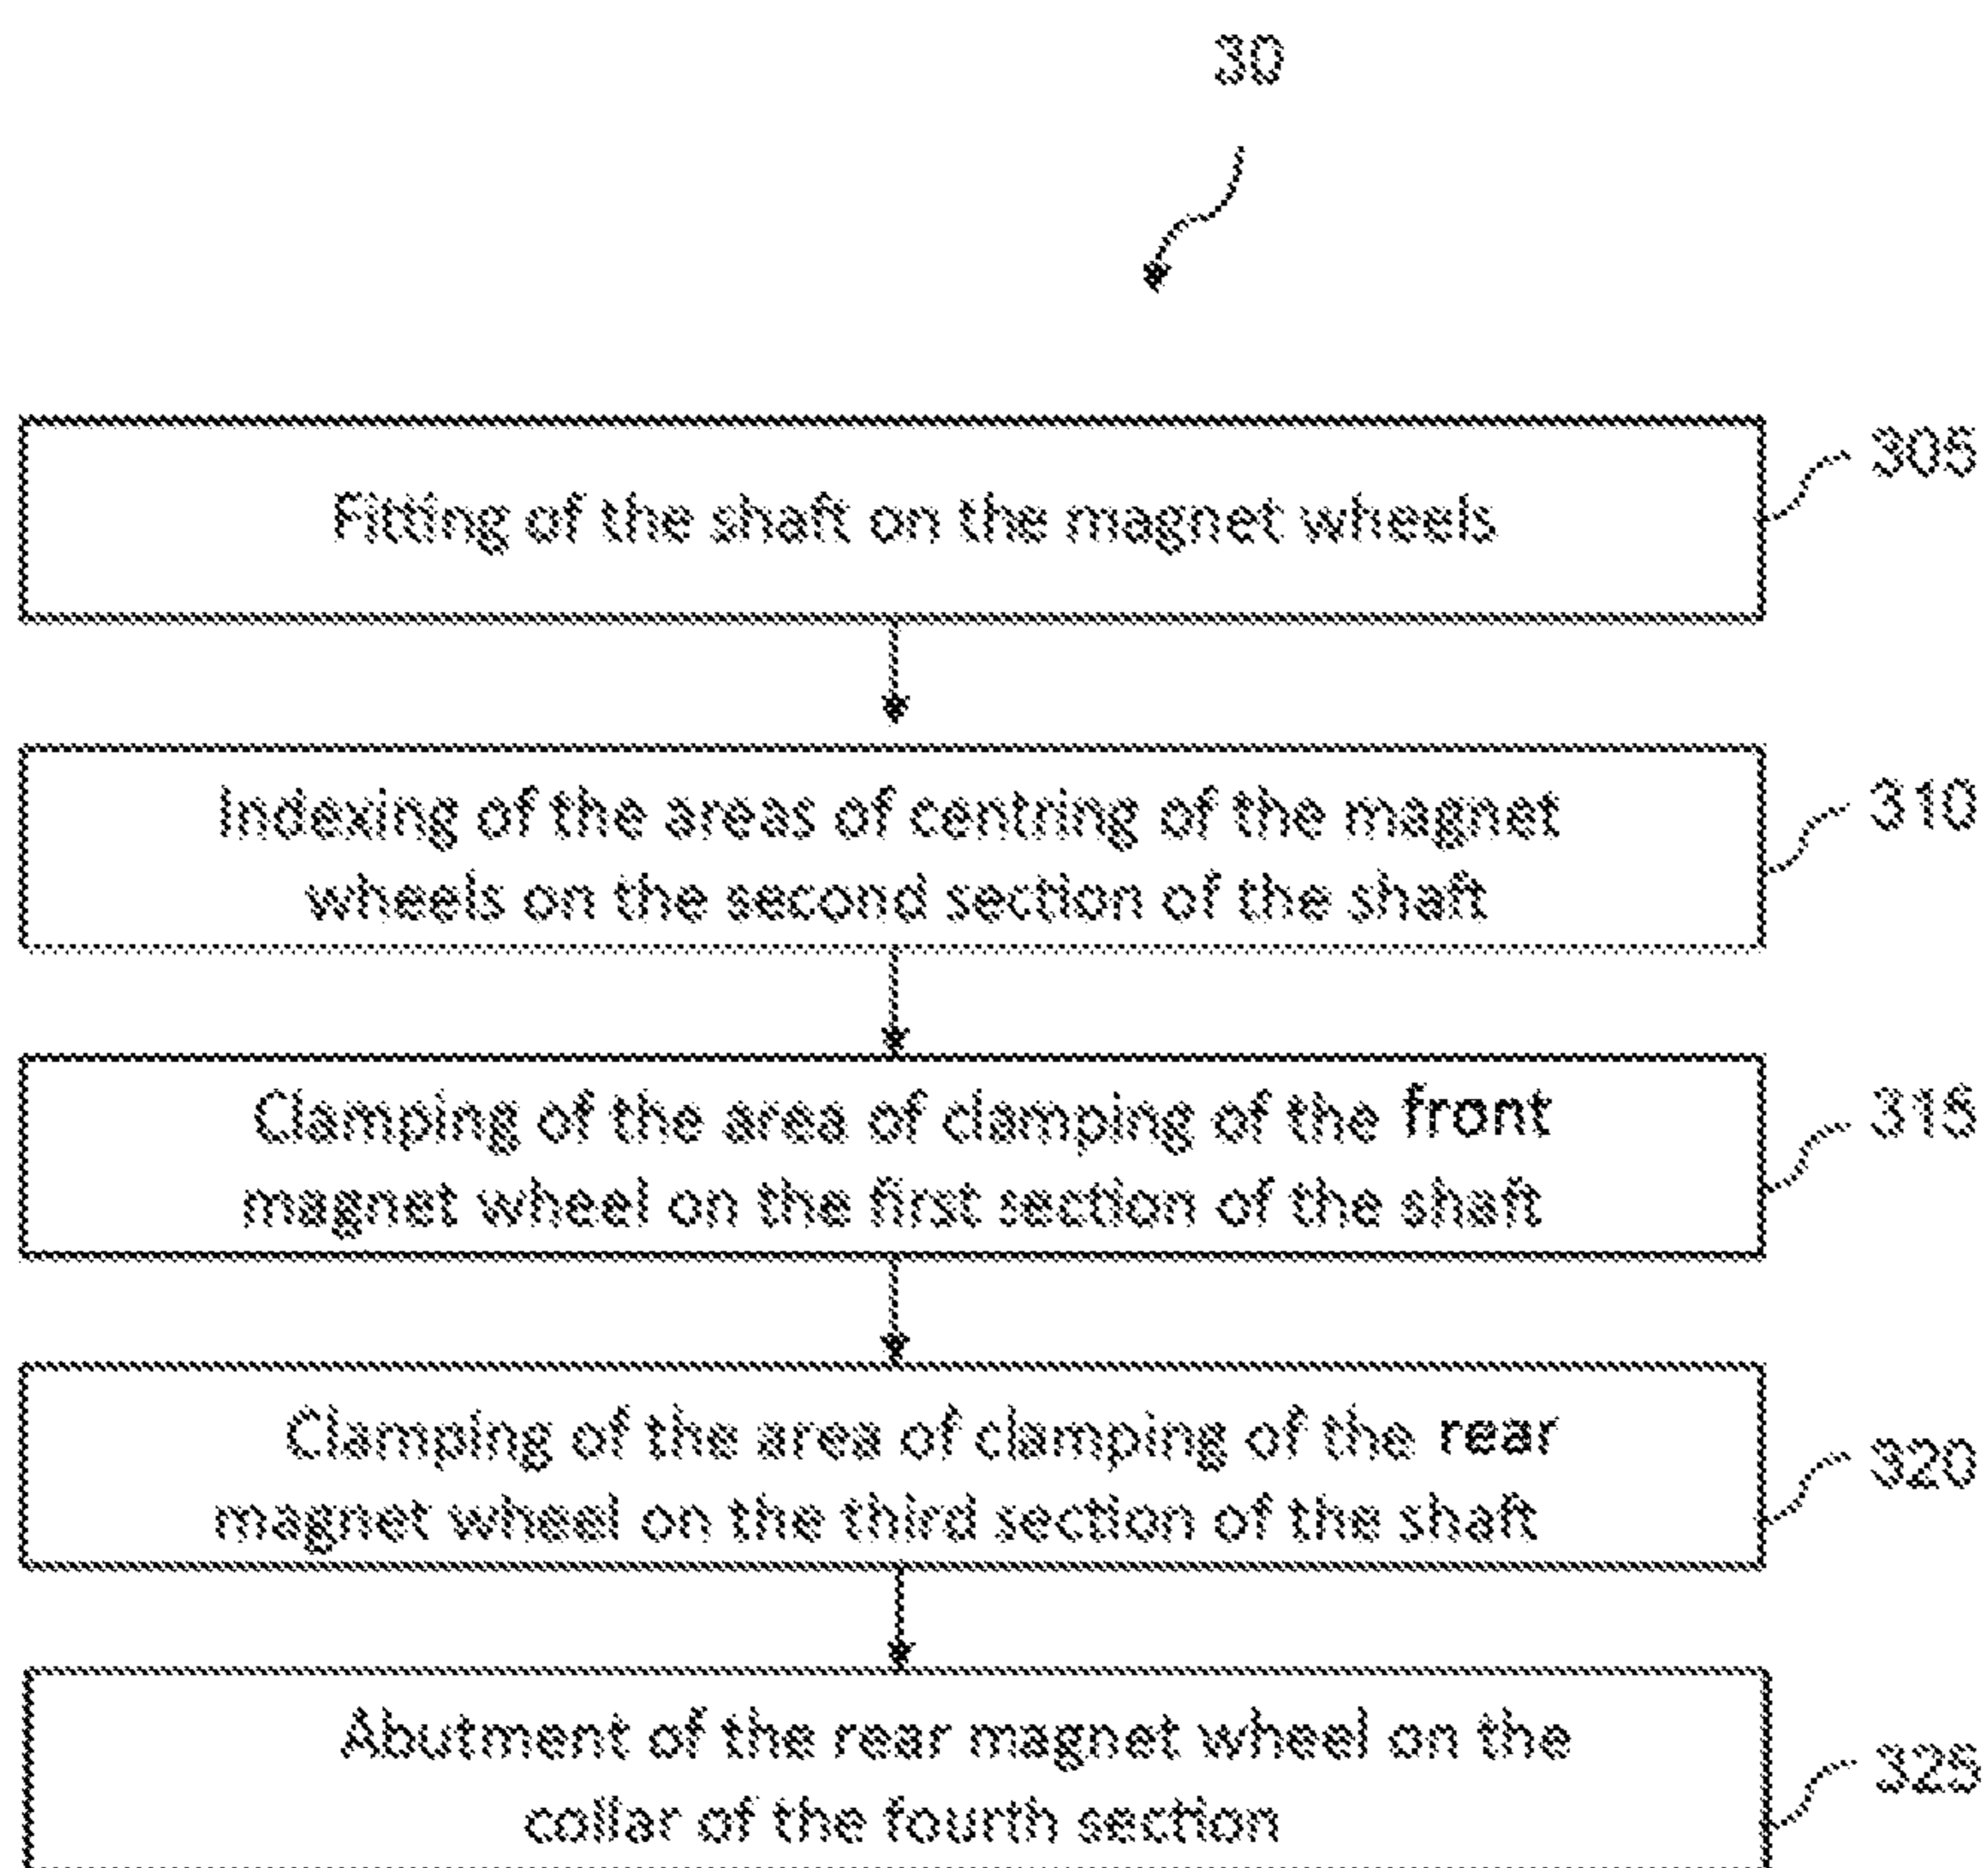 30
Fitting of the shaft on the magnet wheels
305
Indexing of the areas of centring of the magnet
wheels on the second section of the shaft
310
Clamping of the area of clamping of the front
magnet wheel on the first section of the shaft
315
Clamping of the area of clamping of the rear
magnet wheel on the third section of the shaft
320
Abutment of the rear magnet wheel on the
collar of the fourth section
325